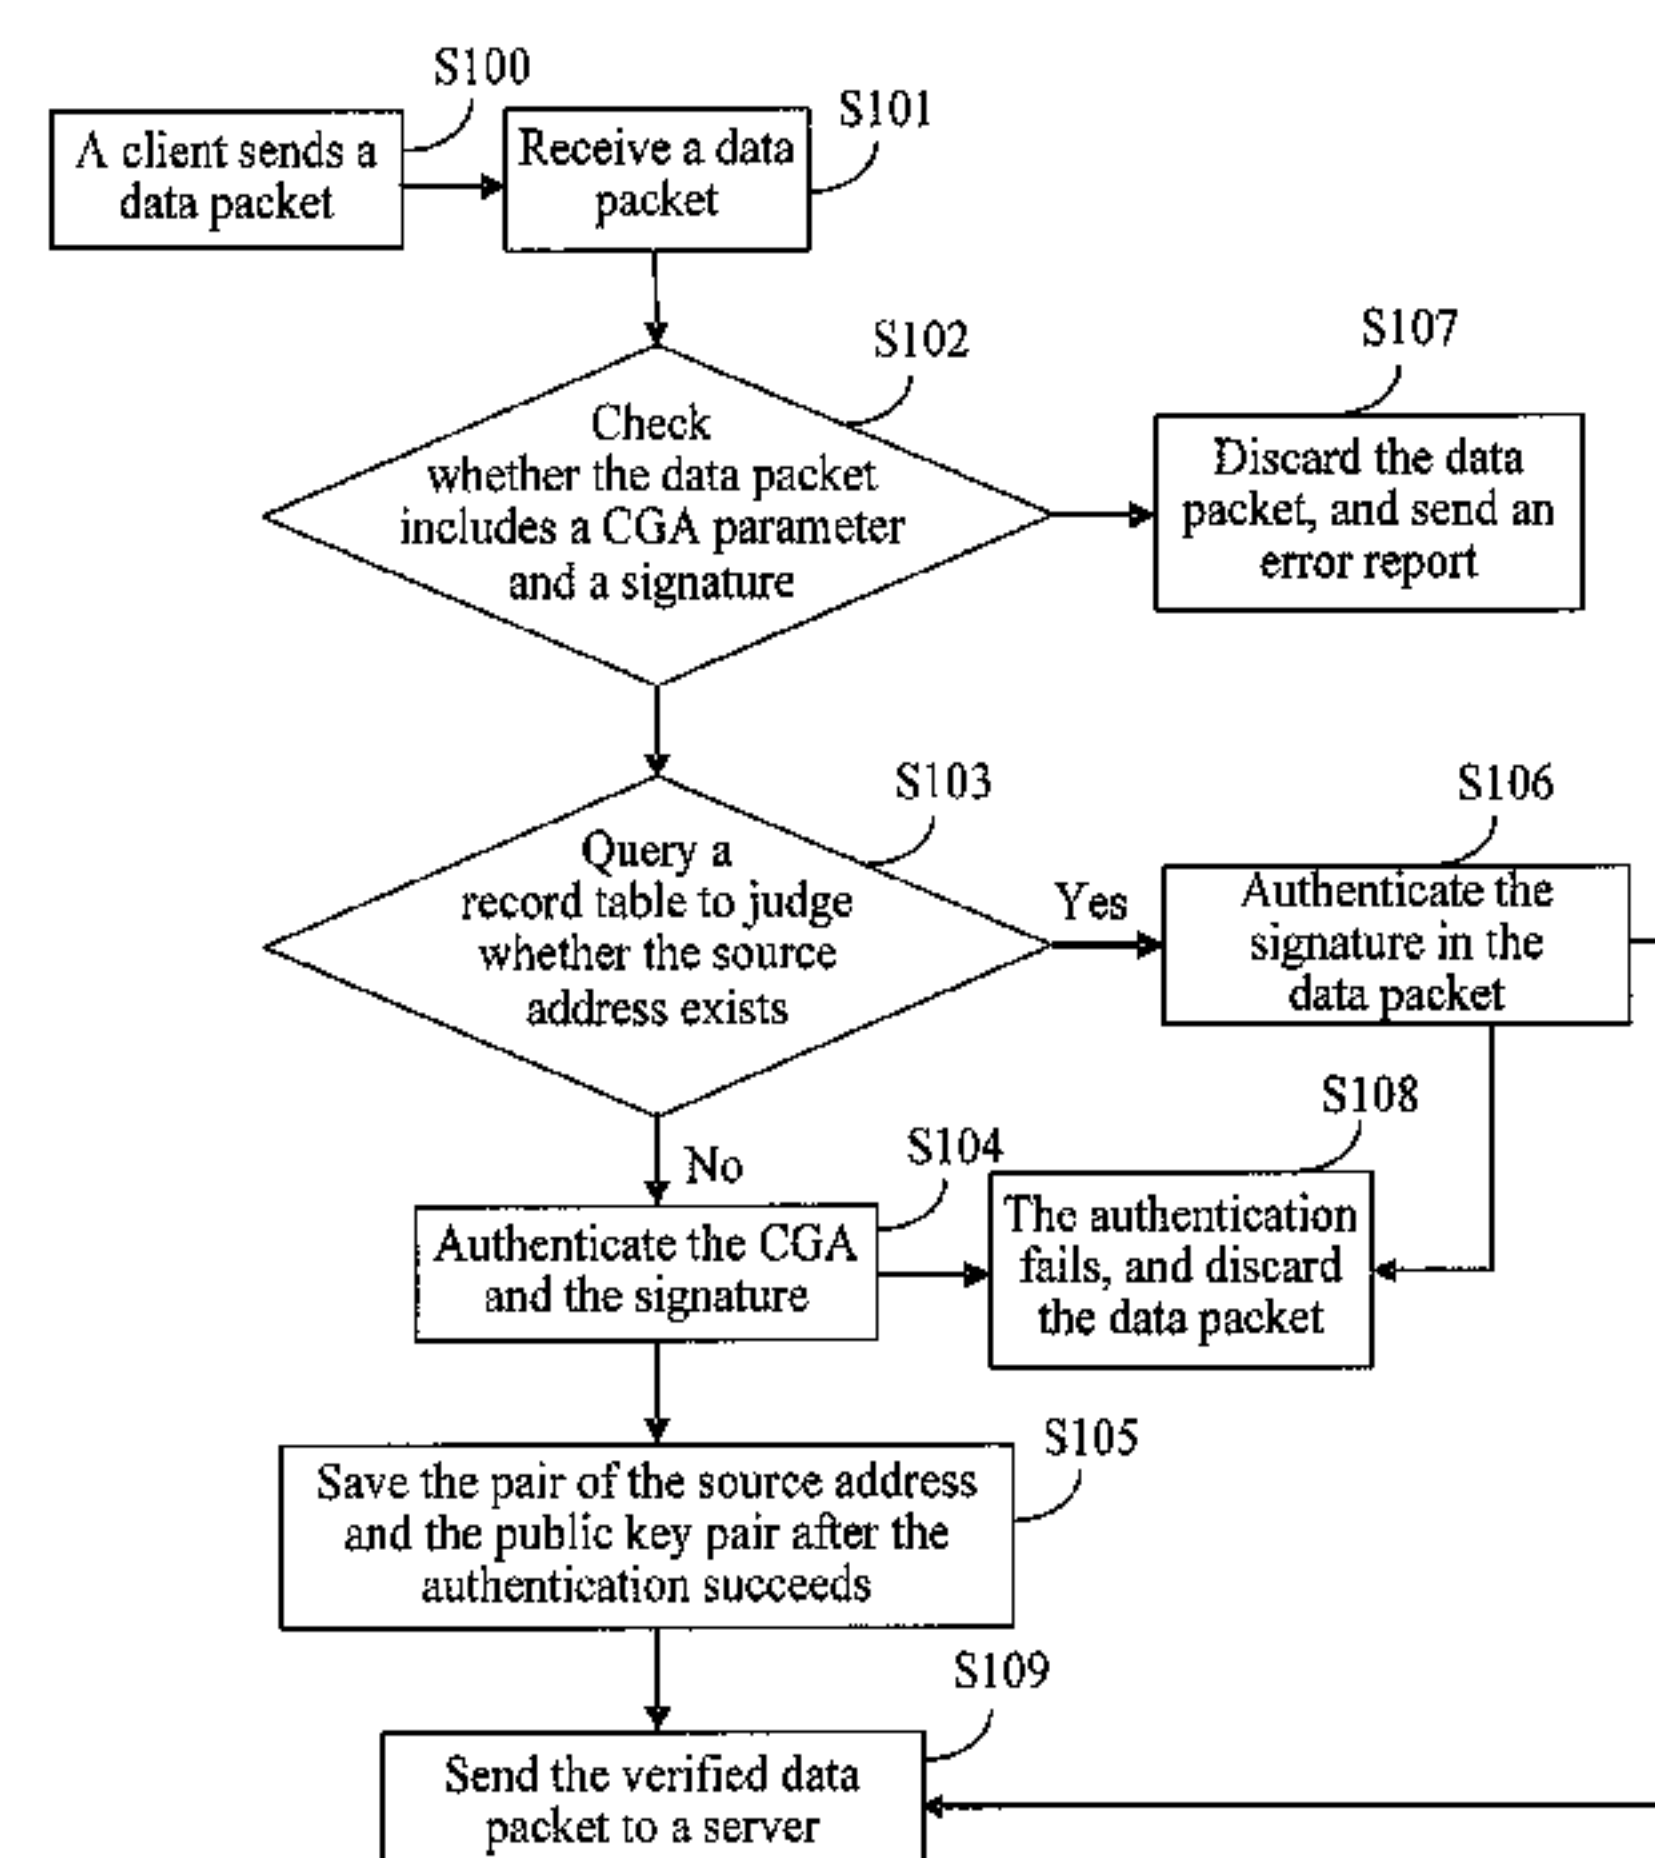 S100
A client sends a
data packet
S101
Receive a data
packet
S102
Check
whether the data packet
includes a CGA parameter
and a signature
S107
Discard the data
packet, and send an
error report
S103
Query a
record table to judge
whether the source
address exists
Yes
S106
Authenticate the
signature in the
data packet
No
S104
Authenticate the CGA
and the signature
S108
The authentication
fails, and discard
the data packet
S105
Save the pair of the source address
and the public key pair after the
authentication succeeds
S109
Send the verified data
packet to a server